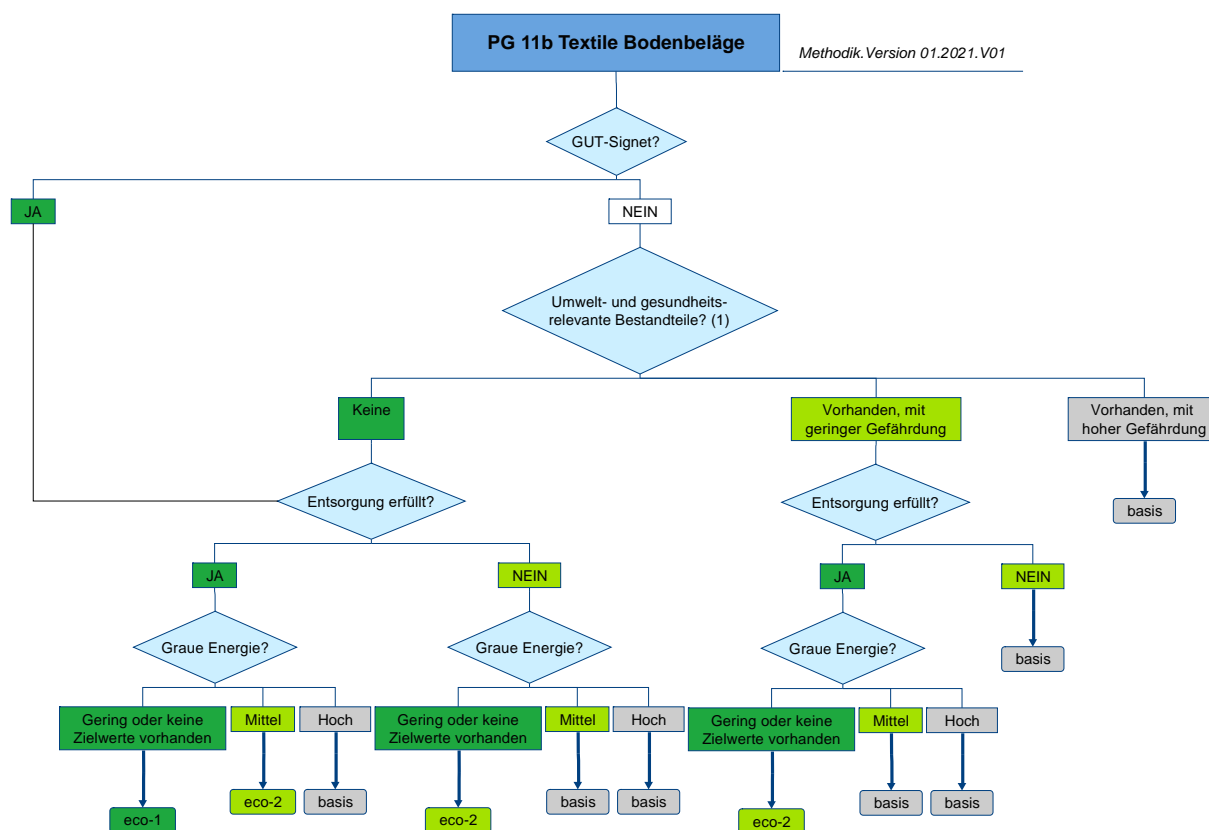 PG 11b Textile Bodenbeläge
Methodik.Version 01.2021.V01
GUT-Signet?
JA
NEIN
Umwelt- und gesundheits-
relevante Bestandteile? (1)
Keine
Vorhanden, mit
geringer Gefährdung
Vorhanden, mit
hoher Gefährdung
Entsorgung erfüllt?
Entsorgung erfüllt?
basis
JA
NEIN
JA
NEIN
Graue Energie?
Graue Energie?
Graue Energie?
basis
Gering oder keine
Zielwerte vorhanden
Mittel
Hoch
Gering oder keine
Zielwerte vorhanden
Mittel
Hoch
Gering oder keine
Zielwerte vorhanden
Mittel
Hoch
eco-1
eco-2
basis
eco-2
basis
basis
eco-2
basis
basis